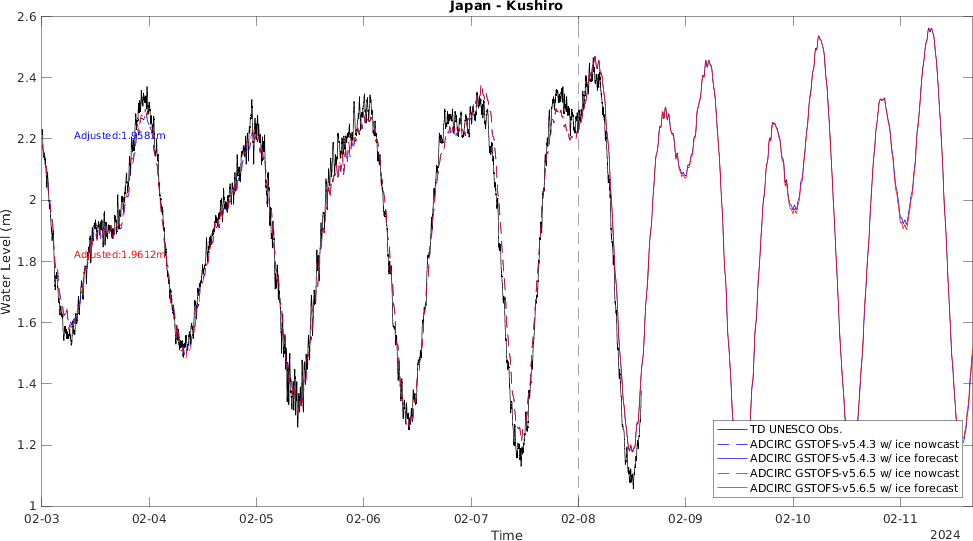 Japan - Kushiro
2.6
2.4
2.2
2
1.8
1.6
1.4
1.2
1
Water Level (m)
Adjusted:1.9581m
Adjusted:1.9612m
TD UNESCO Obs.
ADCIRC GSTOFS-v5.4.3 w/ ice nowcast
ADCIRC GSTOFS-v5.4.3 w/ ice forecast
ADCIRC GSTOFS-v5.6.5 w/ ice nowcast
ADCIRC GSTOFS-v5.6.5 w/ ice forecast
02-03 02-04 02-05 02-06 02-07 02-08 02-09 02-10 02-11
Time
2024